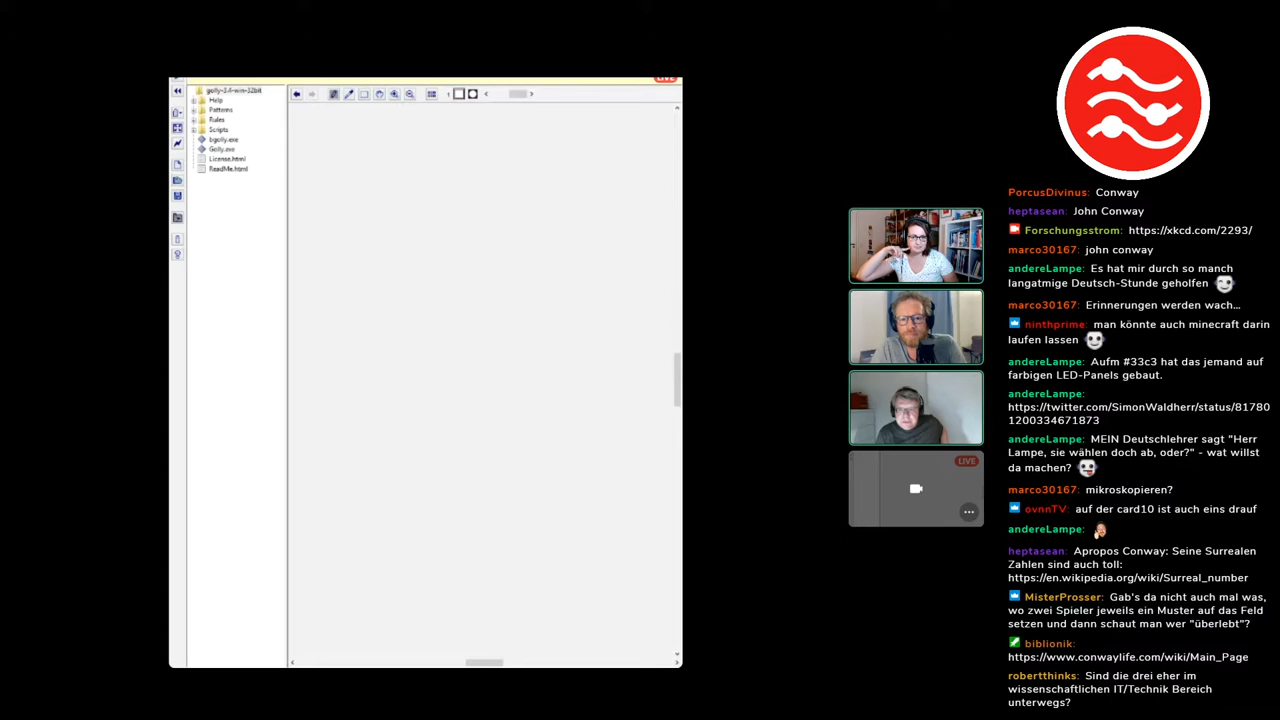 LIVE
golly-3.4-win-32bit
Help
Patterns
Rules
Scripts
bgolly.exe
Golly.exe
License.html
ReadMe.html
1
LIVE
PorcusDivinus: Conway
heptasean: John Conway
Forschungsstrom: https://xkcd.com/2293/
marco30167: john conway
andereLampe: Es hat mir durch so manch
langatmige Deutsch-Stunde geholfen
marco30167: Erinnerungen werden wach...
ninthprime: man könnte auch minecraft darin
laufen lassen
andereLampe: Aufm #33c3 hat das jemand auf
farbigen LED-Panels gebaut.
andereLampe:
https://twitter.com/SimonWaldherr/status/81780
1200334671873
andereLampe: MEIN Deutschlehrer sagt "Herr
Lampe, sie wählen doch ab, oder?" - wat willst
da machen?
marco30167: mikroskopieren?
ovnnTV: auf der card10 ist auch eins drauf
andereLampe:
heptasean: Apropos Conway: Seine Surrealen
Zahlen sind auch toll:
https://en.wikipedia.org/wiki/Surreal_number
MisterProsser: Gab's da nicht auch mal was,
wo zwei Spieler jeweils ein Muster auf das Feld
setzen und dann schaut man wer "überlebt"?
biblionik:
https://www.conwaylife.com/wiki/Main_Page
robertthinks: Sind die drei eher im
wissenschaftlichen IT/Technik Bereich
unterwegs?